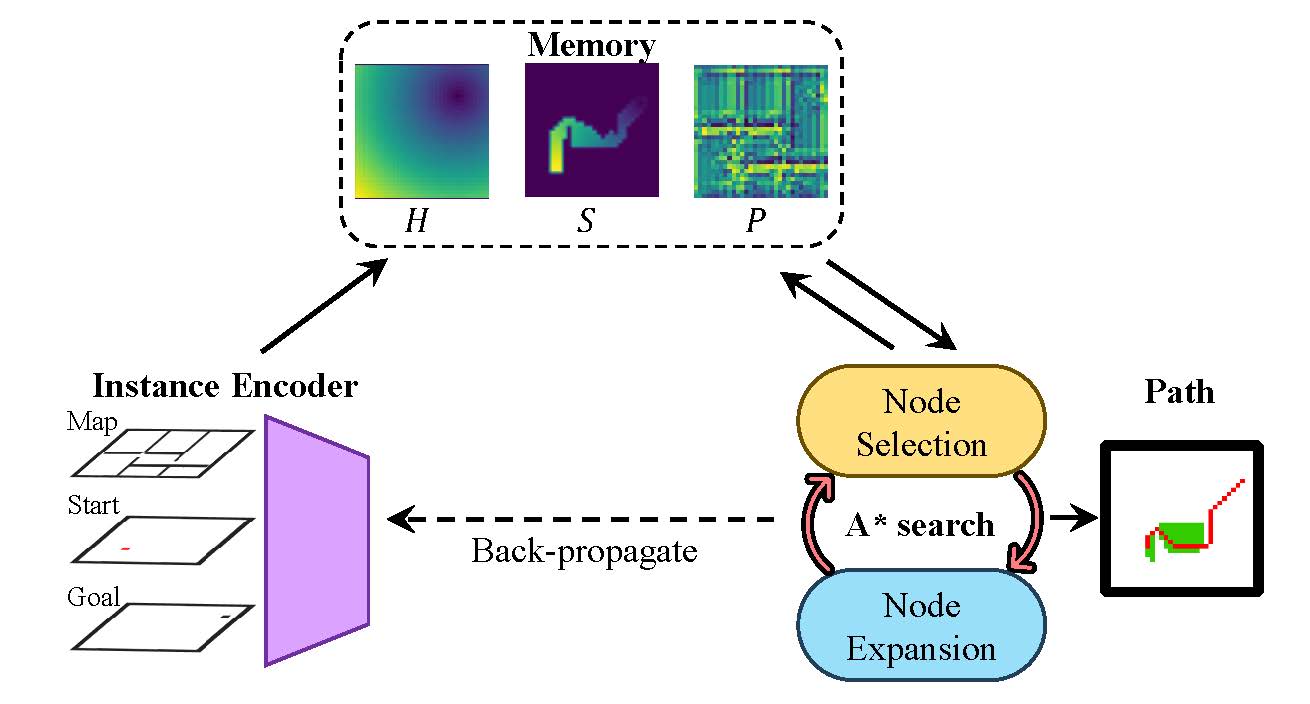 Memory
H
S
P
Instance Encoder
Map
Start
Goal
Back-propagate
Node
Selection
A* search
Node
Expansion
Path